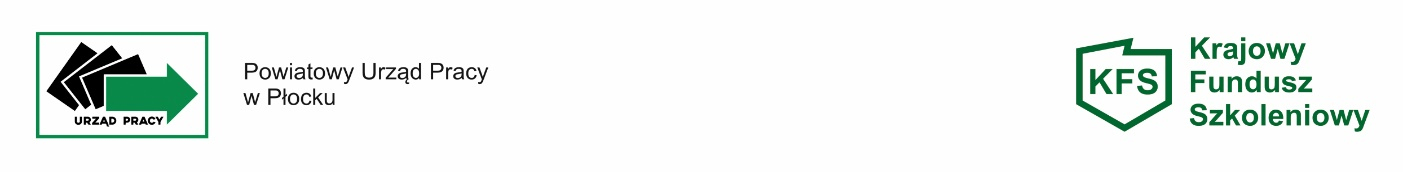 URZĄD PRACY
Powiatowy Urząd Pracy
w Płocku
KFS
Krajowy
Fundusz
Szkoleniowy